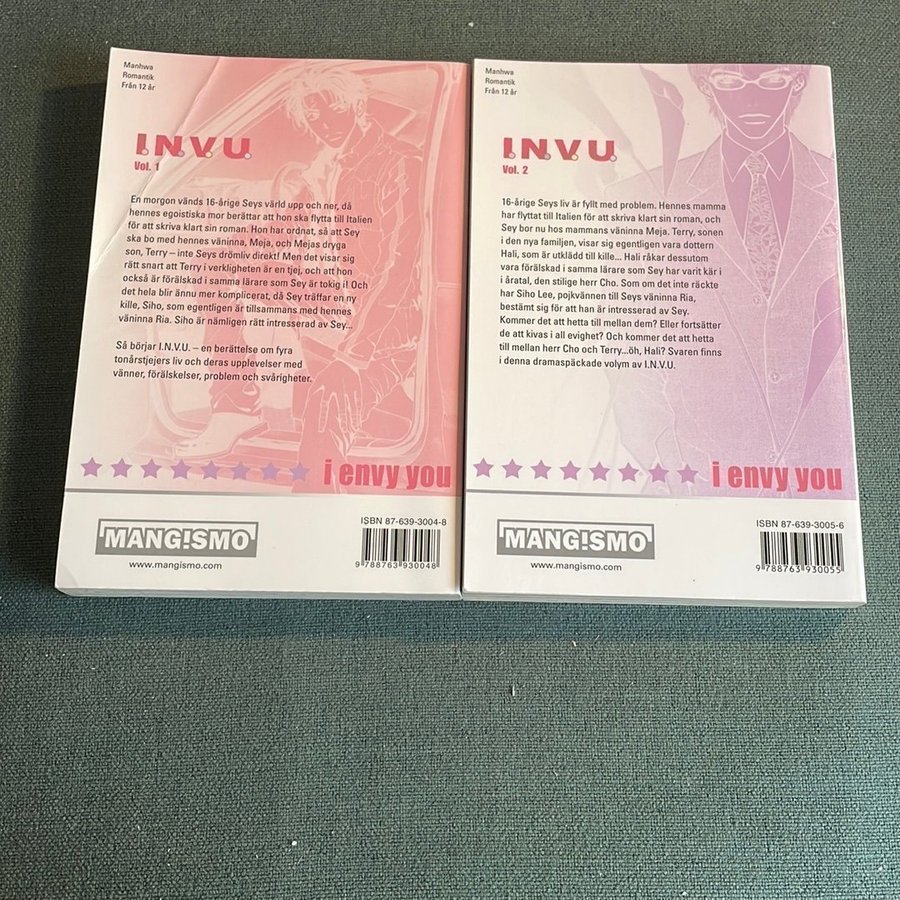 Manhwa
Romantik
Från 12 år
I.N.V.U.
Vol. 1
En morgon vänds 16-årige Seys värld upp och ner, då
hennes egoistiska mor berättar att hon ska flytta till Italien
för att skriva klart sin roman. Hon har ordnat, så att Sey
ska bo med hennes väninna, Meja, och Mejas dryga
son, Terry – inte Seys drömliv direkt! Men det visar sig
rätt snart att Terry i verkligheten är en tjej, och att hon
också är förälskad i samma lärare som Sey är tokig i! Och
det hela blir ännu mer complicerat, då Sey träffar en ny
kille, Siho, som egentligen är tillsammans med hennes
väninna Ria. Siho är nämligen rätt intresserad av Sey...
Så börjar I.N.V.U. – en berättelse om fyra
tonårstjejers liv och deras upplevelser med
vänner, förälskelser, problem och svårigheter.
i envy you
MANG!SMO
www.mangismo.com
ISBN 87-639-3004-8
9 788763 930048
Manhwa
Romantik
Från 12 år
I.N.V.U.
Vol. 2
16-årige Seys liv är fyllt med problem. Hennes mamma
har flyttat till Italien för att skriva klart sin roman, och
Sey bor nu hos mammans väninna Meja. Terry, sonen
i den nya familjen, visar sig egentligen vara dottern
Hali, som är utklädd till kille... Hali råkar dessutom
vara förälskad i samma lärare som Sey har varit kär i
i åratal, den stilige herr Cho. Som om det inte räckte
har Siho Lee, pojkvännen till Seys väninna Ria,
bestämt sig för att han är intresserad av Sey.
Kommer det att hetta till mellan dem? Eller fortsätter
de att kivas i all evighet? Och kommer det att hetta
till mellan herr Cho och Terry...öh, Hali? Svaren finns
i denna dramaspäckade volym av I.N.V.U.
i envy you
MANG!SMO
www.mangismo.com
ISBN 87-639-3005-6
9 788763 930055